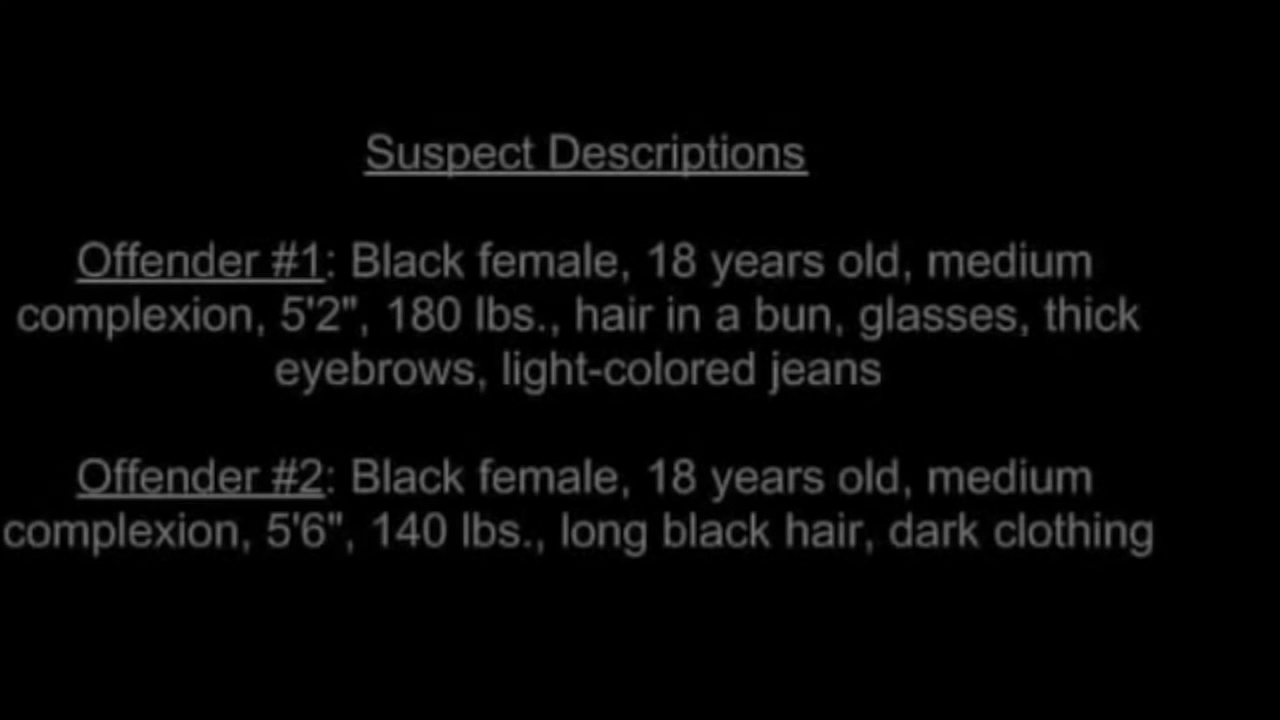 Suspect Descriptions
Offender #1: Black female, 18 years old, medium
complexion, 5'2", 180 lbs., hair in a bun, glasses, thick
eyebrows, light-colored jeans
Offender #2: Black female, 18 years old, medium
complexion, 5'6", 140 lbs., long black hair, dark clothing